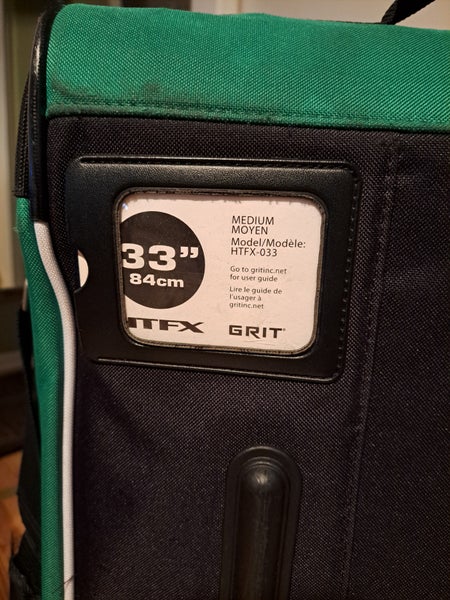 33”
84cm
HTFX
MEDIUM
MOYEN
Model/Modèle:
HTFX-033
Go to gritinc.net
for user guide
Lire le guide de
l'usager à
gritinc.net
GRIT